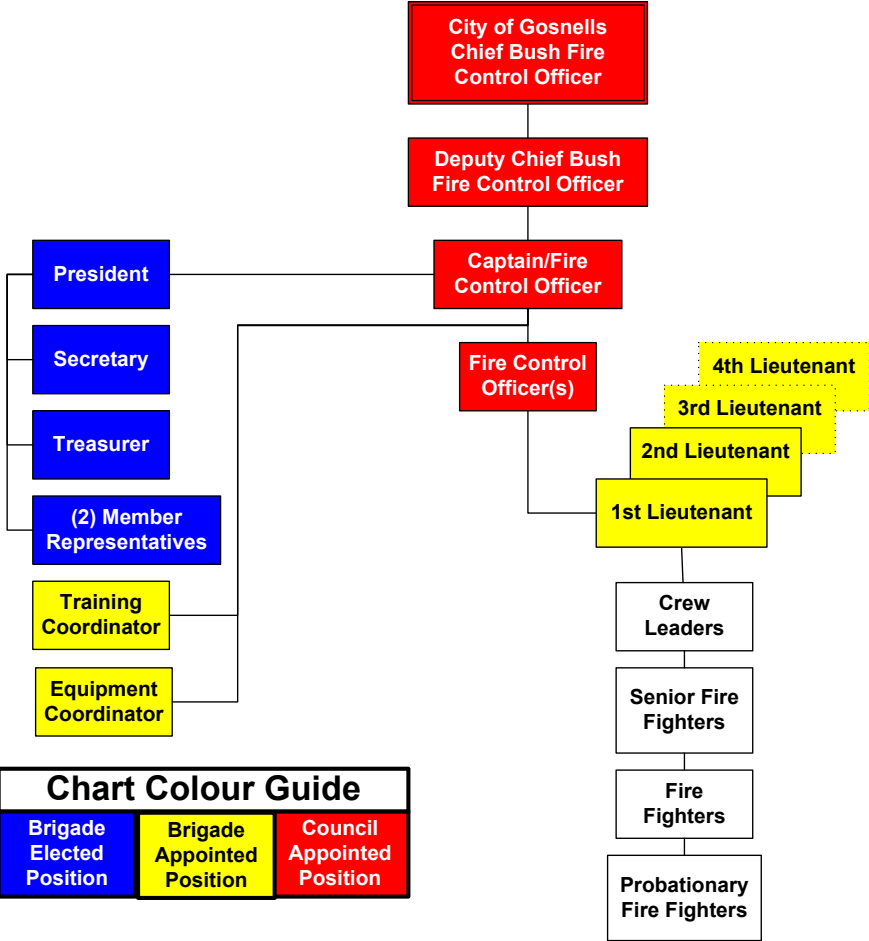 City of Gosnells
Chief Bush Fire
Control Officer
Deputy Chief Bush
Fire Control Officer
President
Captain/Fire
Control Officer
Secretary
Fire Control
Officer(s)
4th Lieutenant
3rd Lieutenant
2nd Lieutenant
1st Lieutenant
Treasurer
(2) Member
Representatives
Training
Coordinator
Equipment
Coordinator
Crew
Leaders
Senior Fire
Fighters
Fire
Fighters
Probationary
Fire Fighters
Chart Colour Guide
Brigade
Elected
Position
Brigade
Appointed
Position
Council
Appointed
Position